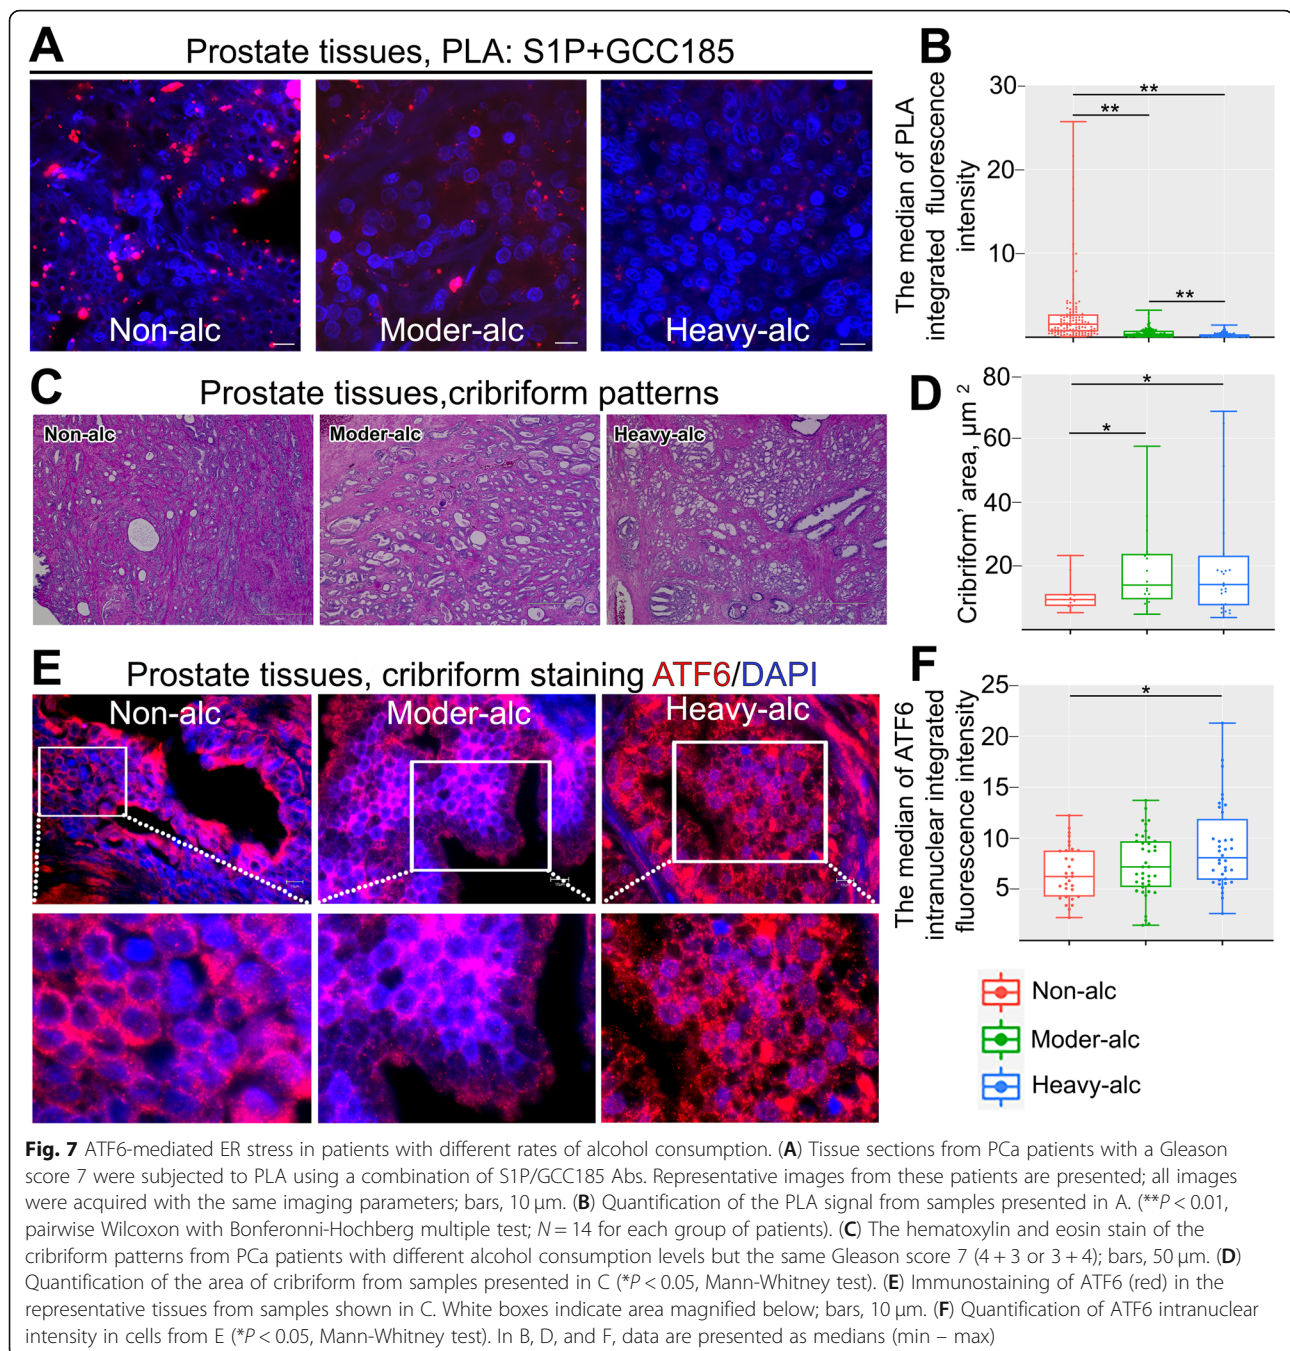 A
Prostate tissues, PLA: S1P+GCC185
Non-alc
Moder-alc
Heavy-alc
B
The median of PLA
integrated fluorescence
intensity
30
20
10
**
**
**
C
Prostate tissues,cribriform patterns
Non-alc
Moder-alc
Heavy-alc
D
Cribriform' area, µm 2
80
60
40
20
*
*
E
Prostate tissues, cribriform staining ATF6/DAPI
Non-alc
Moder-alc
Heavy-alc
F
The median of ATF6
intranuclear integrated
fluorescence intensity
25
20
15
10
5
*
Non-alc
Moder-alc
Heavy-alc
Fig. 7 ATF6-mediated ER stress in patients with different rates of alcohol consumption. (A) Tissue sections from PCa patients with a Gleason
score 7 were subjected to PLA using a combination of S1P/GCC185 Abs. Representative images from these patients are presented; all images
were acquired with the same imaging parameters; bars, 10 µm. (B) Quantification of the PLA signal from samples presented in A. (**P < 0.01,
pairwise Wilcoxon with Bonferonni-Hochberg multiple test; N = 14 for each group of patients). (C) The hematoxylin and eosin stain of the
cribriform patterns from PCa patients with different alcohol consumption levels but the same Gleason score 7 (4 + 3 or 3 + 4); bars, 50 µm. (D)
Quantification of the area of cribriform from samples presented in C (*P < 0.05, Mann-Whitney test). (E) Immunostaining of ATF6 (red) in the
representative tissues from samples shown in C. White boxes indicate area magnified below; bars, 10 µm. (F) Quantification of ATF6 intranuclear
intensity in cells from E (*P < 0.05, Mann-Whitney test). In B, D, and F, data are presented as medians (min – max)